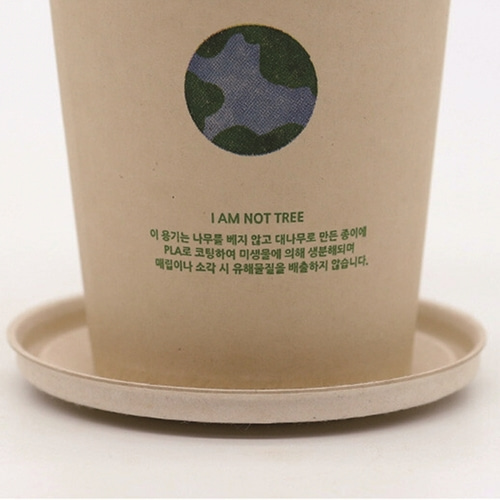 I AM NOT TREE
이 용기는 나무를 베지 않고 대나무로 만든 종이에
PLA로 코팅하여 미생물에 의해 생분해되며
매립이나 소각 시 유해물질을 배출하지 않습니다.